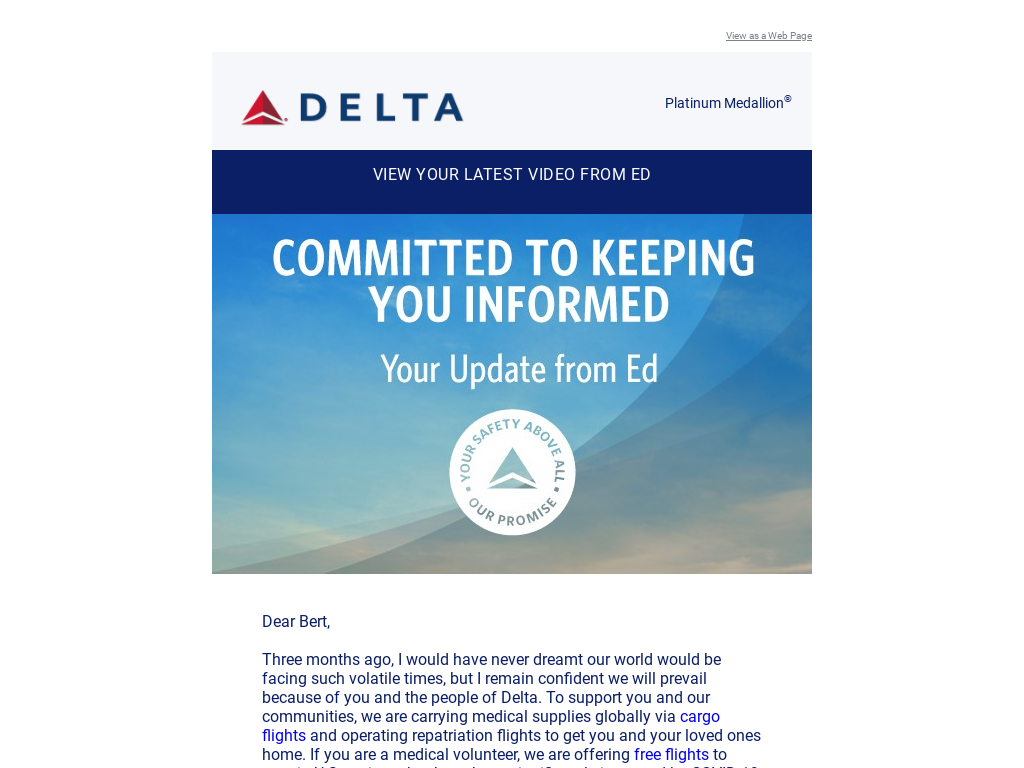 View as a Web Page
DELTA
Platinum Medallion®
VIEW YOUR LATEST VIDEO FROM ED
COMMITTED TO KEEPING
YOU INFORMED
Your Update from Ed
YOUR SAFETY ABOVE ALL
• OUR PROMISE •
Dear Bert,
Three months ago, I would have never dreamt our world would be
facing such volatile times, but I remain confident we will prevail
because of you and the people of Delta. To support you and our
communities, we are carrying medical supplies globally via cargo
flights and operating repatriation flights to get you and your loved ones
home. If you are a medical volunteer, we are offering free flights to